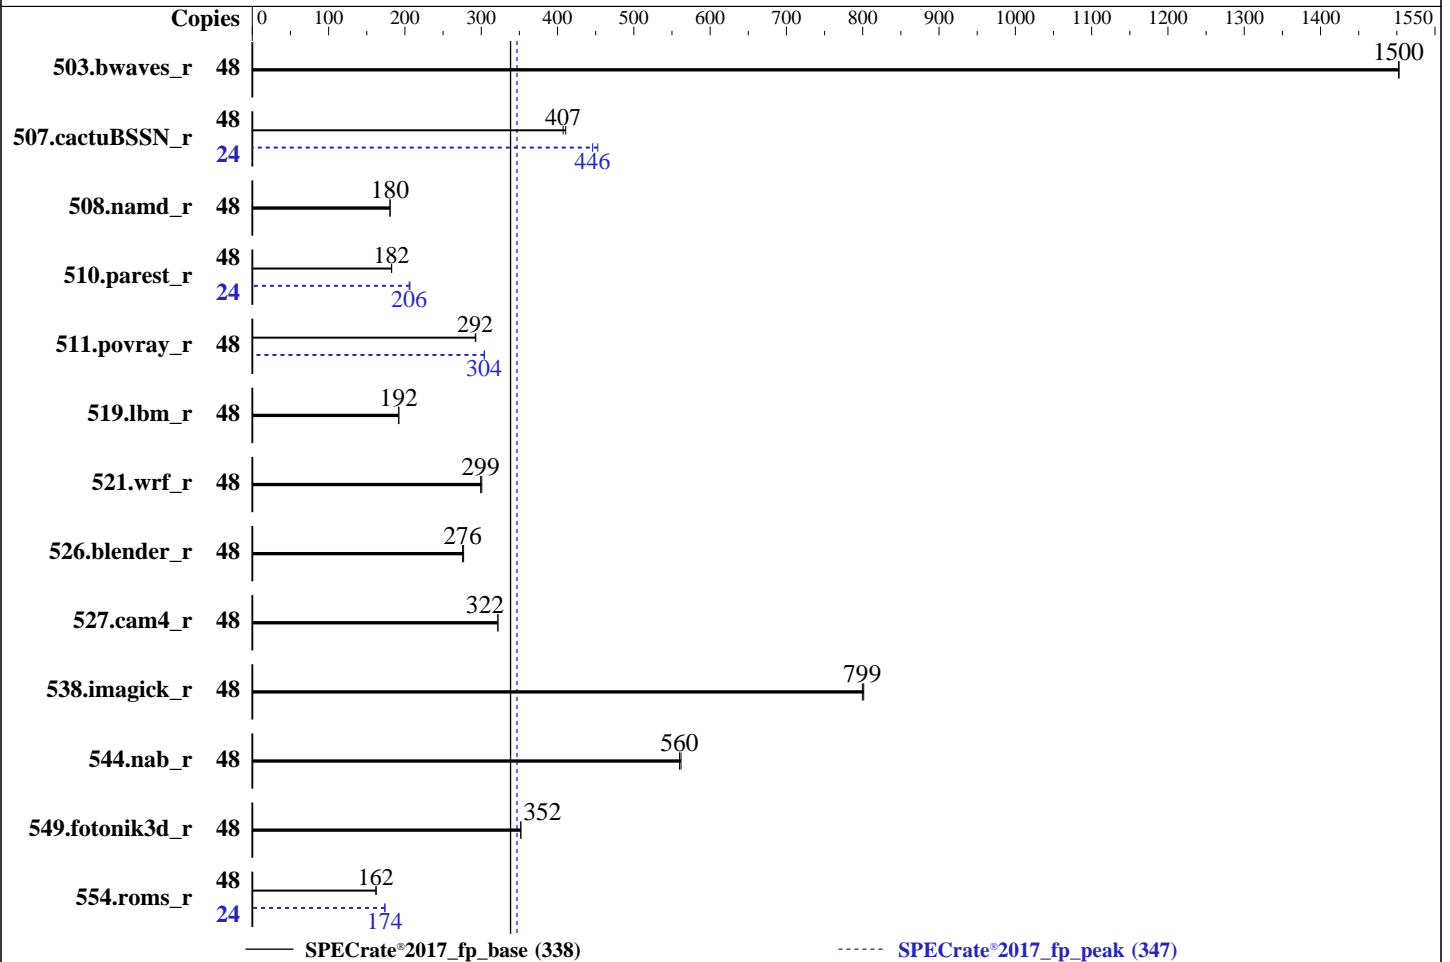 Copies 0 100 200 300 400 500 600 700 800 900 1000 1100 1200 1300 1400 1550
503.bwaves_r 48 1500
507.cactuBSSN_r 48 407
24 446
508.namd_r 48 180
510.parest_r 48 182
24 206
511.povray_r 48 292
304
519.lbm_r 48 192
521.wrf_r 48 299
526.blender_r 48 276
527.cam4_r 48 322
538.imagick_r 48 799
544.nab_r 48 560
549.fotonik3d_r 48 352
554.roms_r 48 162
24 174
SPECrate®2017_fp_base (338) SPECrate®2017_fp_peak (347)